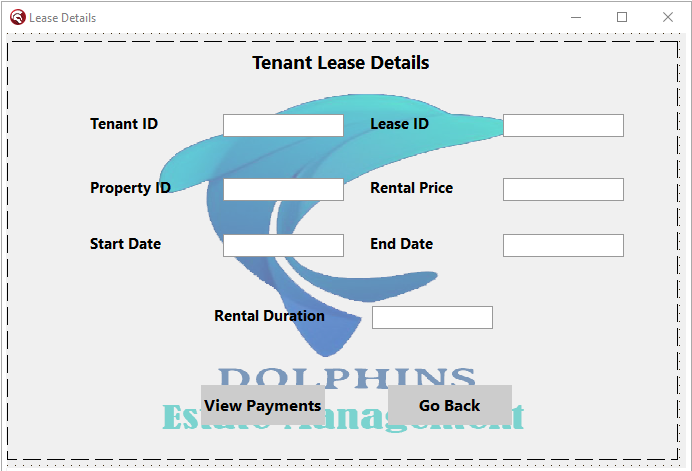 Lease Details
Tenant Lease Details
Tenant ID
Lease ID
Property ID
Rental Price
Start Date
End Date
Rental Duration
DOLPHINS
View Payments
Go Back
Estate Management